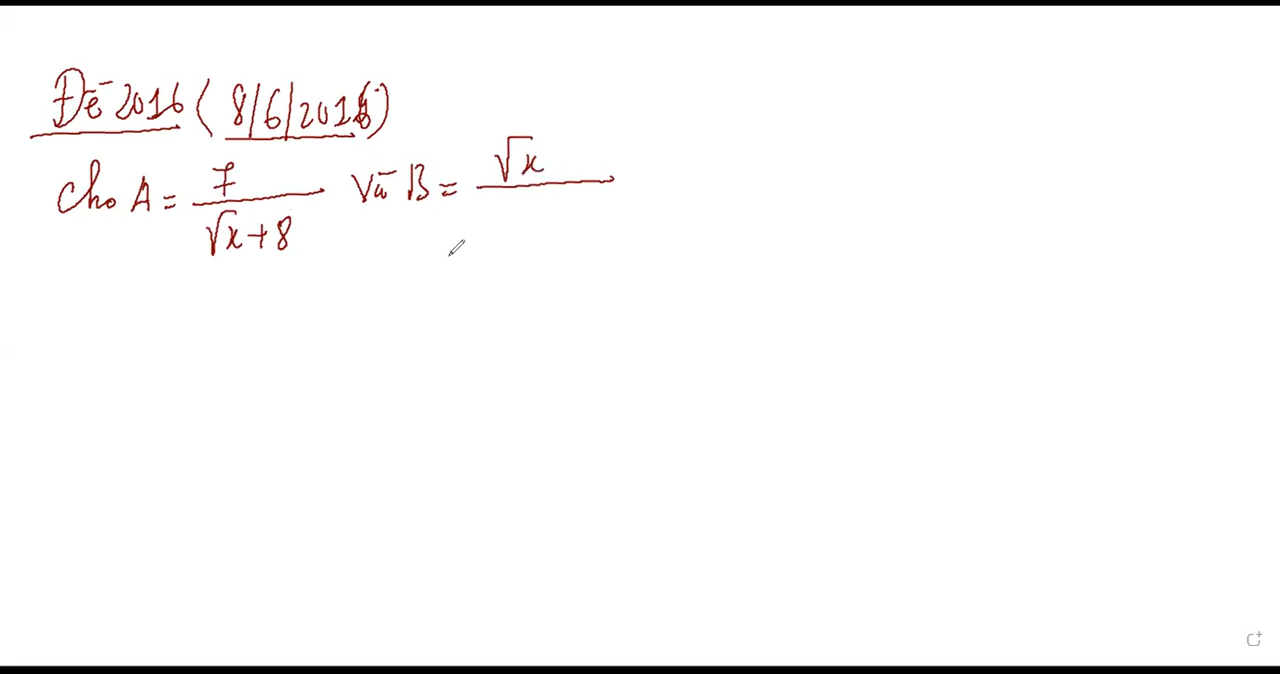 Đề 2016 ( 8/6/2016)
Cho A = 7/(√x + 8) và B = √x/